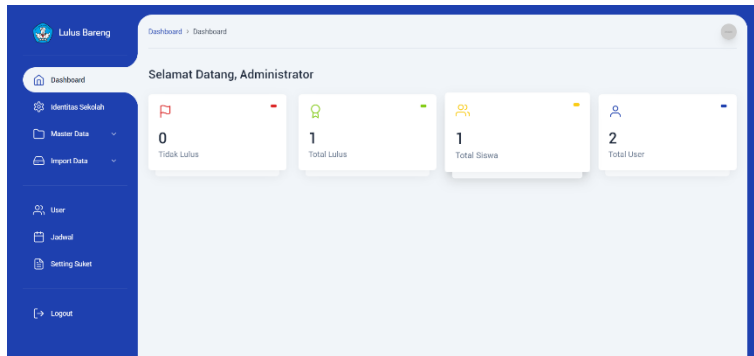 Lulus Bareng
Dashboard
Identitas Sekolah
Master Data
Import Data
User
Jadwal
Setting Suket
Logout
Dashboard > Dashboard
Selamat Datang, Administrator
0
Tidak Lulus
1
Total Lulus
1
Total Siswa
2
Total User